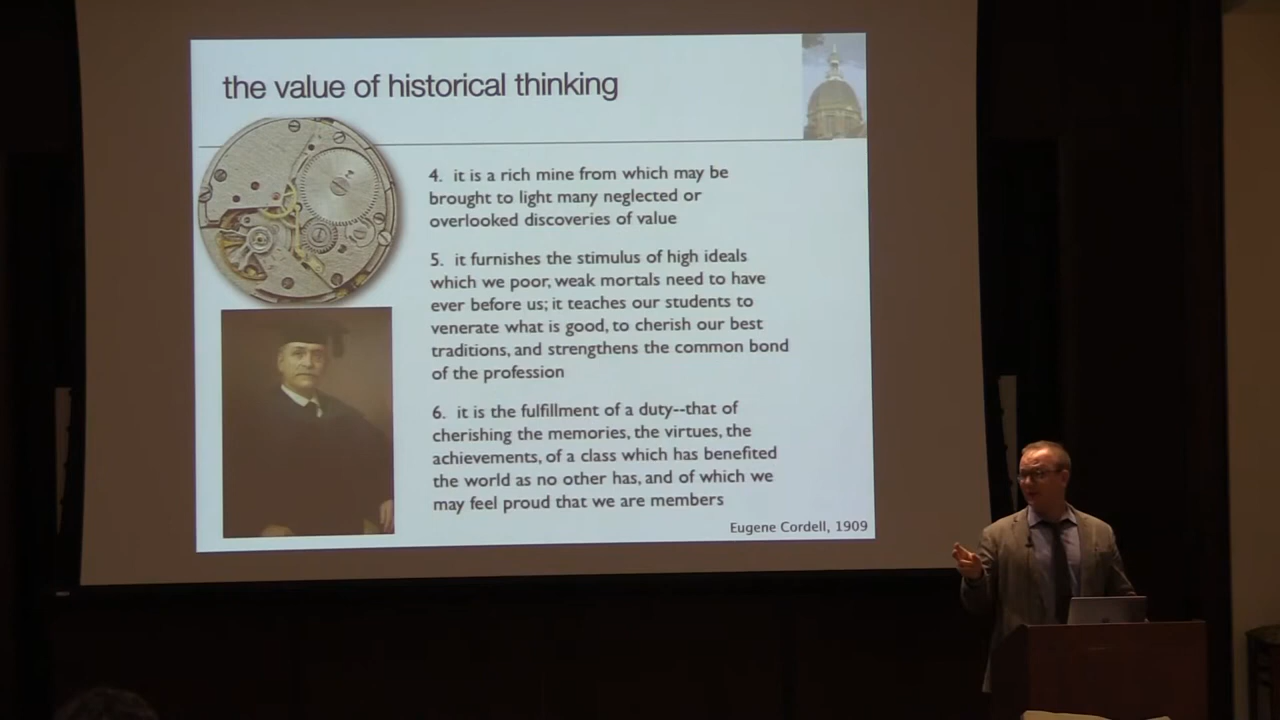 the value of historical thinking
4. it is a rich mine from which may be
brought to light many neglected or
overlooked discoveries of value
5. it furnishes the stimulus of high ideals
which we poor, weak mortals need to have
ever before us; it teaches our students to
venerate what is good, to cherish our best
traditions, and strengthens the common bond
of the profession
6. it is the fulfillment of a duty--that of
cherishing the memories, the virtues, the
achievements, of a class which has benefited
the world as no other has, and of which we
may feel proud that we are members
Eugene Cordell, 1909